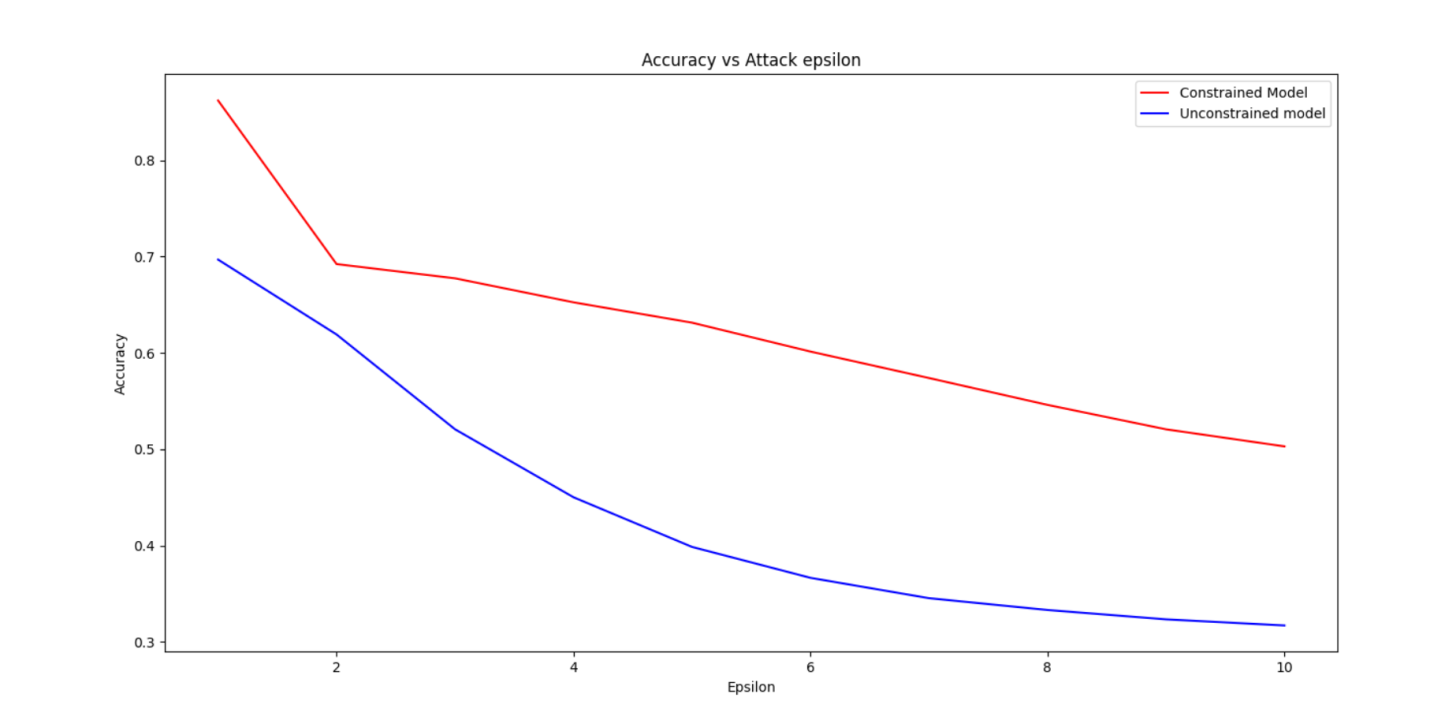 Accuracy vs Attack epsilon
Constrained Model
Unconstrained model
Accuracy
0.8
0.7
0.6
0.5
0.4
0.3
2 4 6 8 10
Epsilon